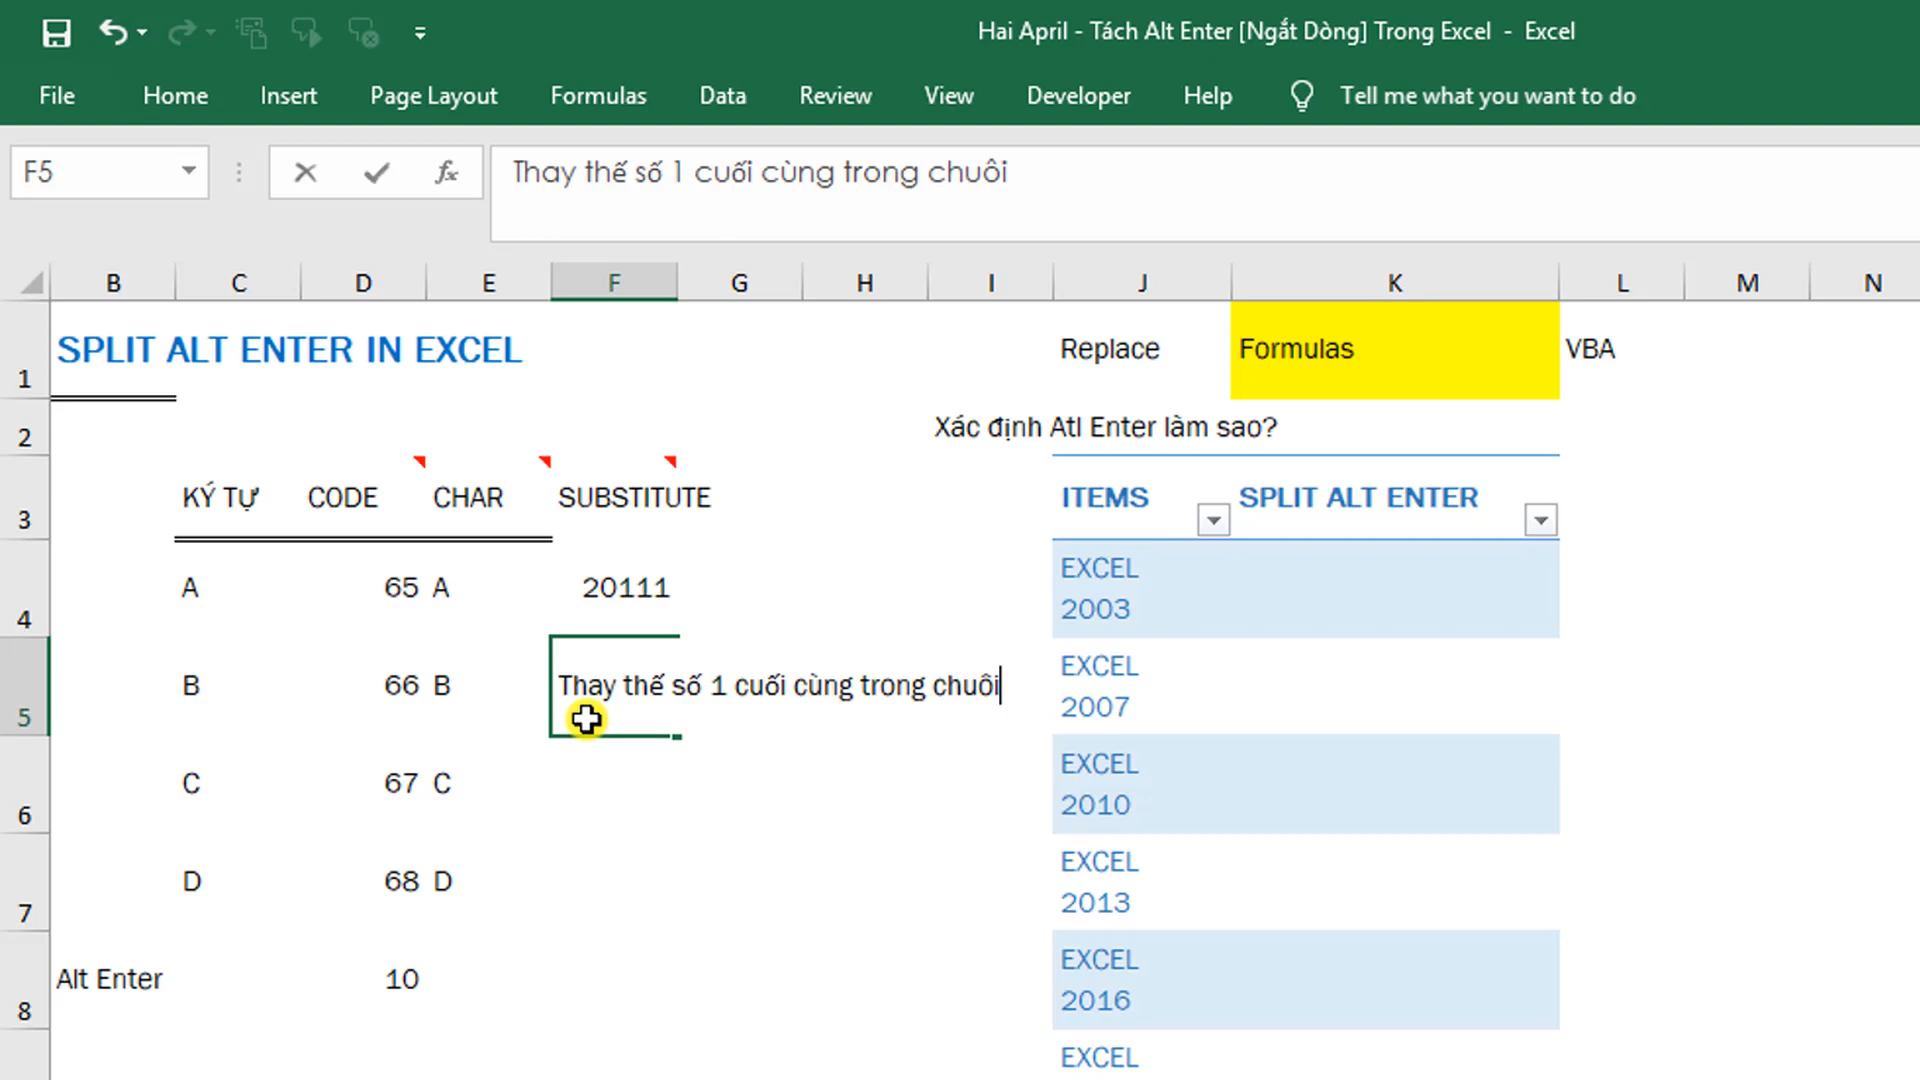 Hai April - Tách Alt Enter [Ngắt Dòng] Trong Excel - Excel
File Home Insert Page Layout Formulas Data Review View Developer Help Tell me what you want to do
F5 fx Thay thế số 1 cuối cùng trong chuôi
B C D E F G H I J K L M N
1 SPLIT ALT ENTER IN EXCEL Replace Formulas VBA
2 Xác định Atl Enter làm sao?
3 KÝ TỰ CODE CHAR SUBSTITUTE ITEMS SPLIT ALT ENTER
4 A 65 A 20111 EXCEL
2003
5 B 66 B Thay thế số 1 cuối cùng trong chuôi EXCEL
2007
6 C 67 C EXCEL
2010
7 D 68 D EXCEL
2013
8 Alt Enter 10 EXCEL
2016
EXCEL